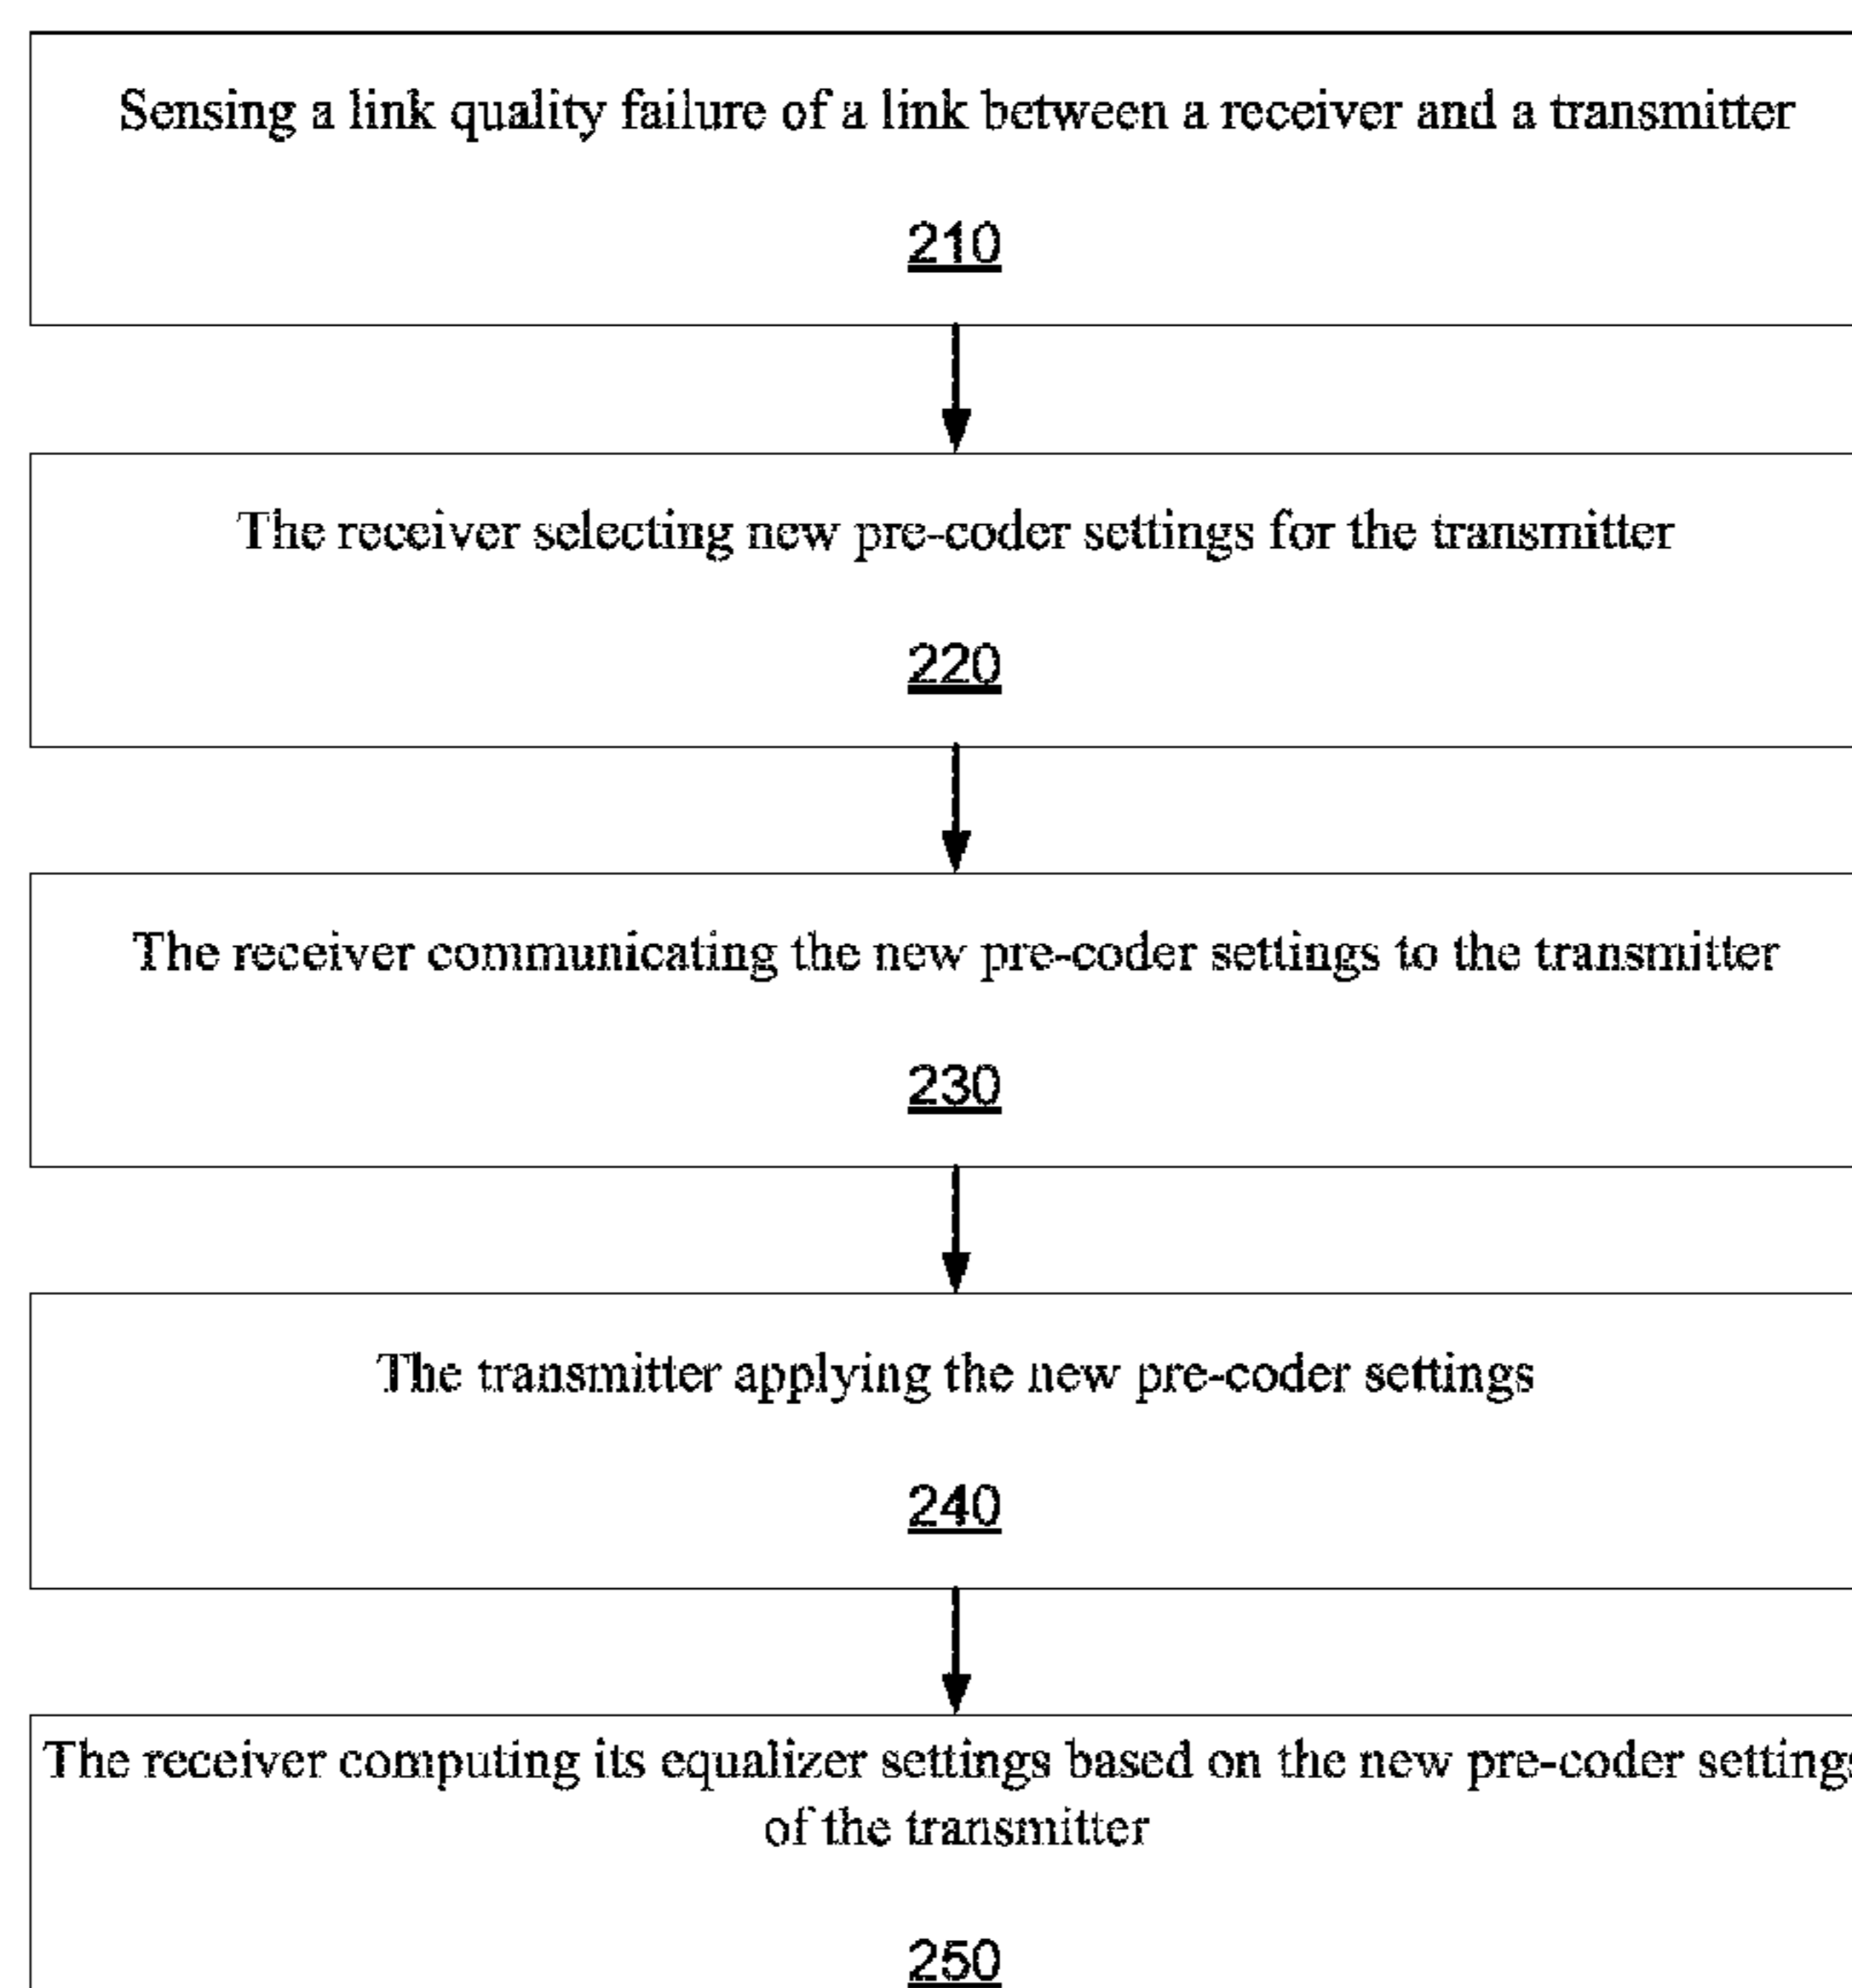 Sensing a link quality failure of a link between a receiver and a transmitter
210
The receiver selecting new pre-coder settings for the transmitter
220
The receiver communicating the new pre-coder settings to the transmitter
230
The transmitter applying the new pre-coder settings
240
The receiver computing its equalizer settings based on the new pre-coder settings
of the transmitter
250